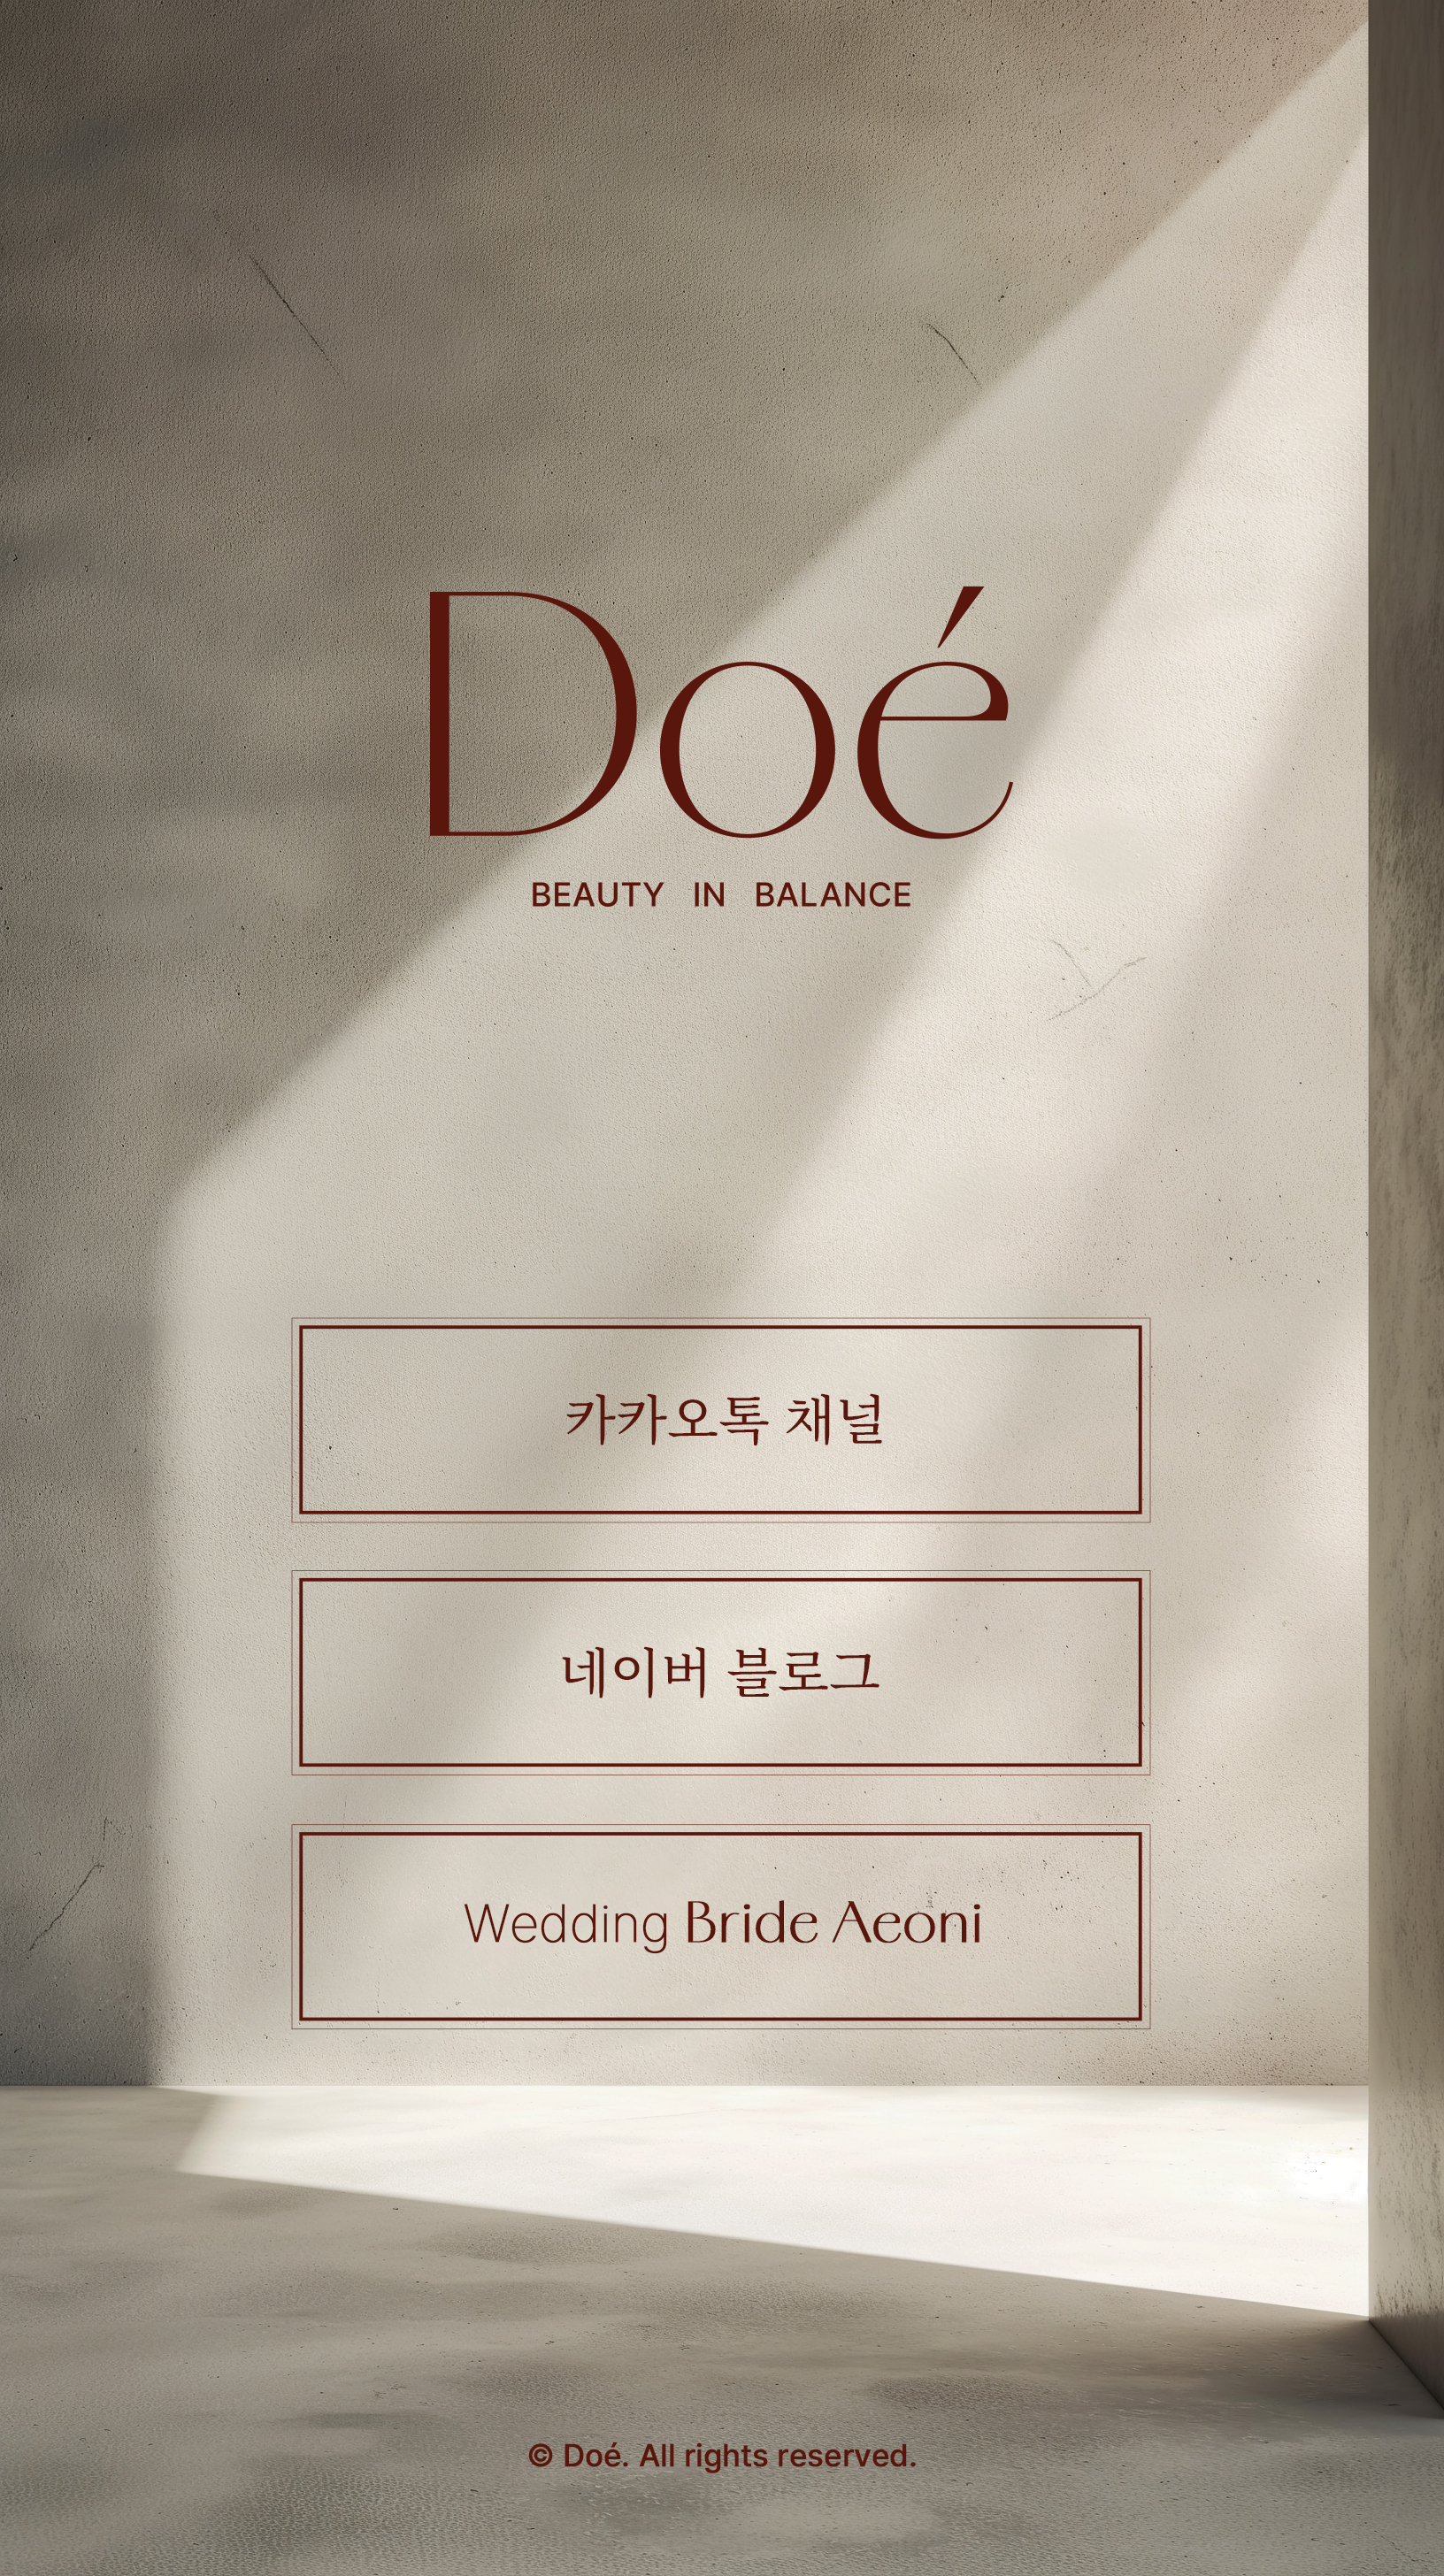 Doé
BEAUTY IN BALANCE
카카오톡 채널
네이버 블로그
Wedding Bride Aeoni
© Doé. All rights reserved.